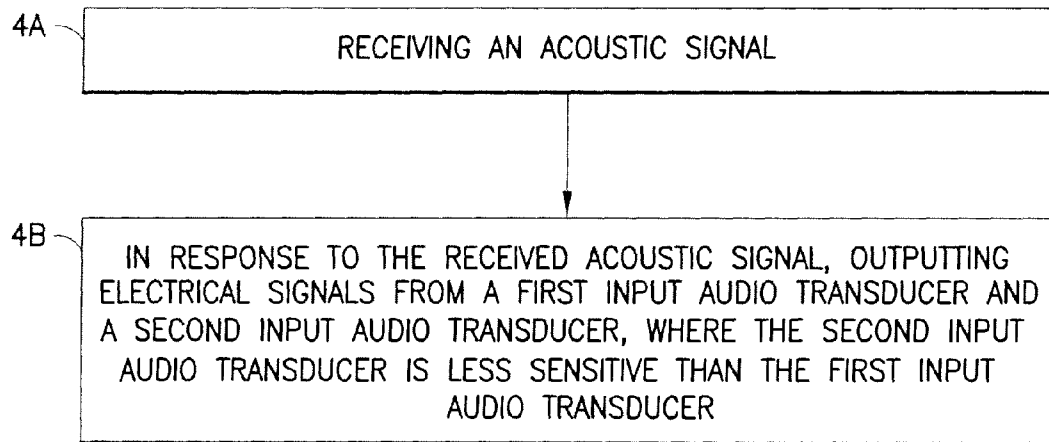 4A
RECEIVING AN ACOUSTIC SIGNAL
4B
IN RESPONSE TO THE RECEIVED ACOUSTIC SIGNAL, OUTPUTTING
ELECTRICAL SIGNALS FROM A FIRST INPUT AUDIO TRANSDUCER AND
A SECOND INPUT AUDIO TRANSDUCER, WHERE THE SECOND INPUT
AUDIO TRANSDUCER IS LESS SENSITIVE THAN THE FIRST INPUT
AUDIO TRANSDUCER